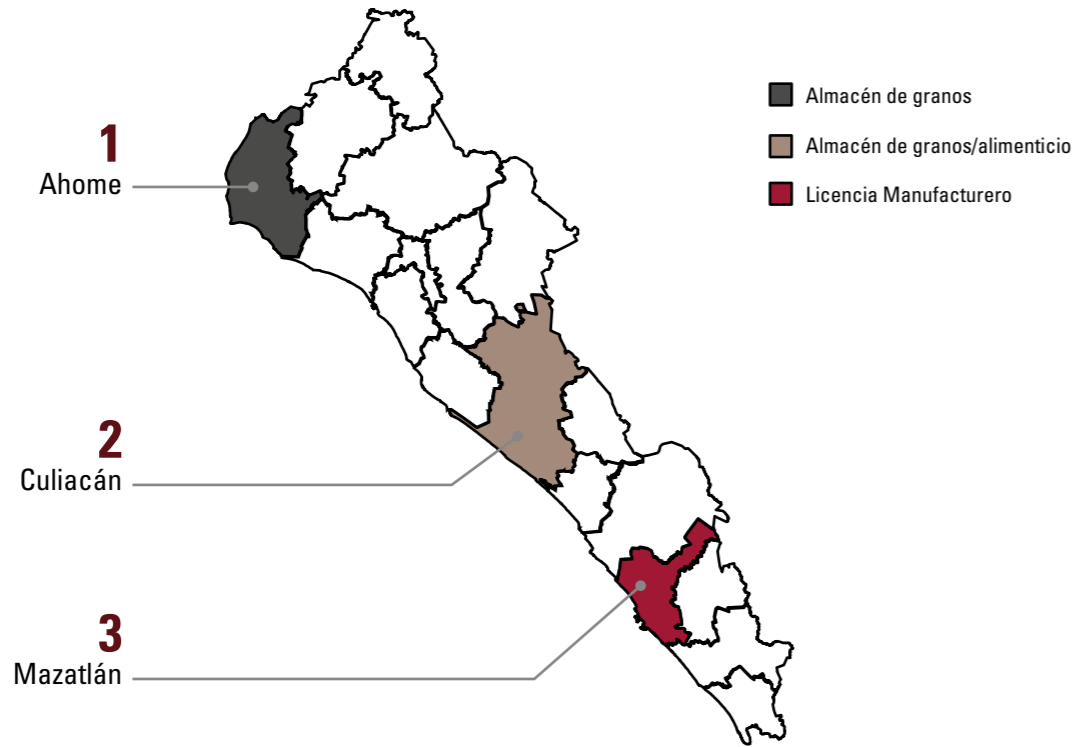 1
Ahome
2
Culiacán
3
Mazatlán
Almacén de granos
Almacén de granos/alimenticio
Licencia Manufacturero